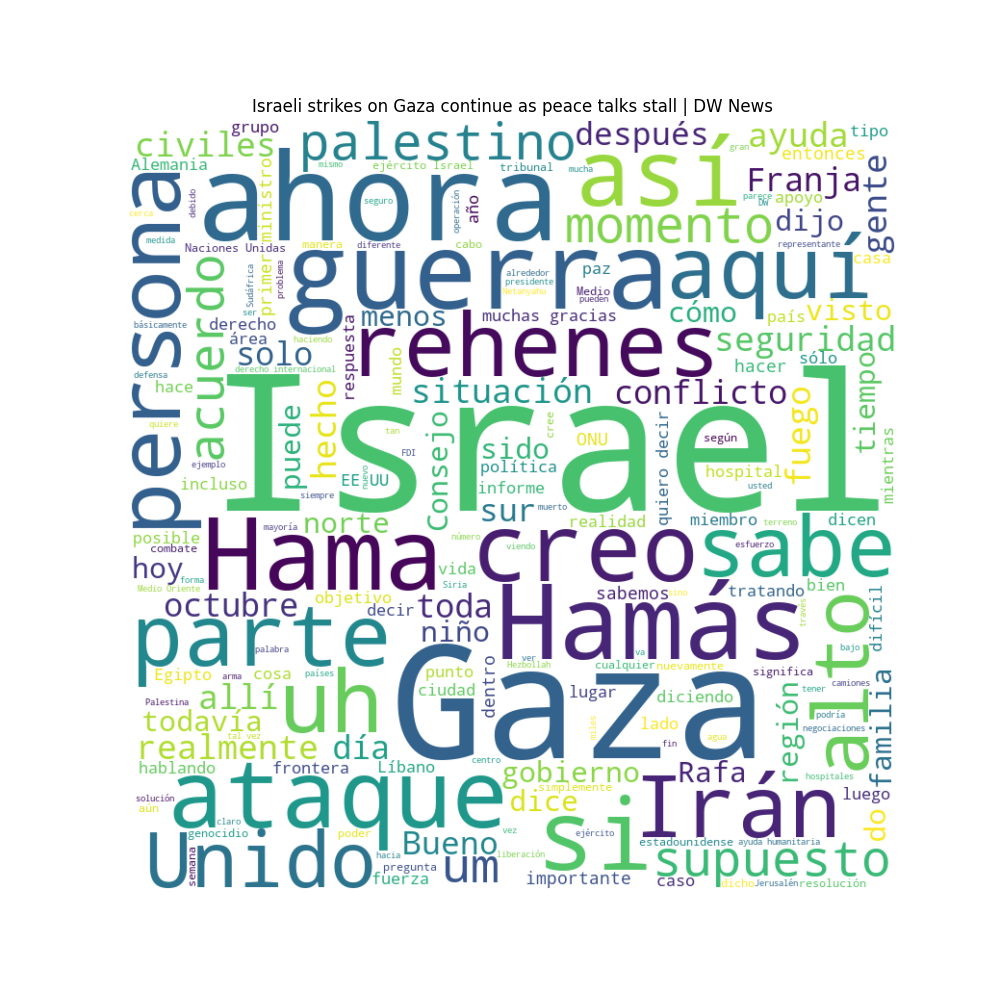 Israeli strikes on Gaza continue as peace talks stall | DW News
grupo
civiles
palestino
después
ayuda
tipo
Alemania
ministro
mismo
ejército Israel
tribunal
mucha
gran
entonces
persona
debido
ahora
seguro
operación
año
así
Franja
parece
DW
apoyo
gente
cerca
momento
dijo
medida
Naciones Unidas
manera
diferente
cabo
representante
casa
primer
guerra
aquí
acuerdo
Sudáfrica
problema
alrededor
presidente
Netanyahu
paz
Medio
pueden
ser
básicamente
derecho
menos
muchas gracias
cómo
país
visto
área
solo
respuesta
rehenes
seguridad
haciendo
defensa
derecho internacional
mundo
hacer
sólo
tiempo
hace
situación
conflicto
Israel
quiere
puede
hecho
tan
Consejo
sido
cree
ONU
quiero decir
según
fuego
mientras
ejemplo
FDI
política
incluso
EE UU
nuevo
informe
hospital
usted
siempre
sur
muerto
norte
realidad
miembro
terreno
dicen
mayoría
posible
combate
número
viendo
esfuerzo
Hama
creo
sabe
hoy
forma
vida
Siria
Medio Oriente
objetivo
sabemos
sino
tratando
bien
octubre
decir
toda
Hamás
través
difícil
parte
niño
alto
bajo
palabra
ver
va
Hezbollah
cualquier
nuevamente
significa
Egipto
arma
cosa
países
punto
ciudad
dentro
lugar
diciendo
tener
camiones
Palestina
allí
uh
Gaza
región
familia
todavía
miles
lado
agua
podría
negociaciones
tal vez
realmente
día
fin
hablando
frontera
Líbano
centro
gobierno
Rafa
hospitales
solución
aún
ataque
dice
simplemente
Irán
luego
do
claro
genocidio
poder
vez
ejército
si
Unido
Bueno
estadounidense
ayuda humanitaria
semana
hacia
pregunta
um
liberación
supuesto
fuerza
importante
caso
dicho
Jerusalén
resolución